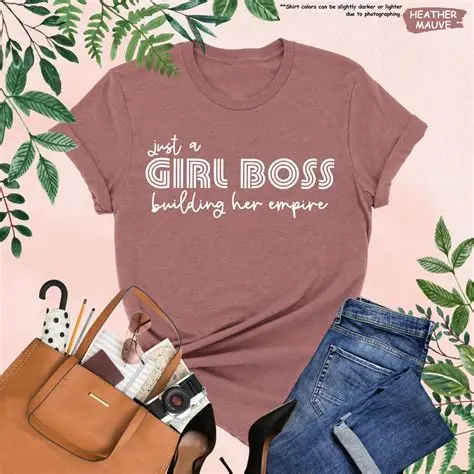 **Shirt colors can be slightly darker or lighter
due to photographing.
HEATHER
MAUVE
just a
GIRL BOSS
building her empire